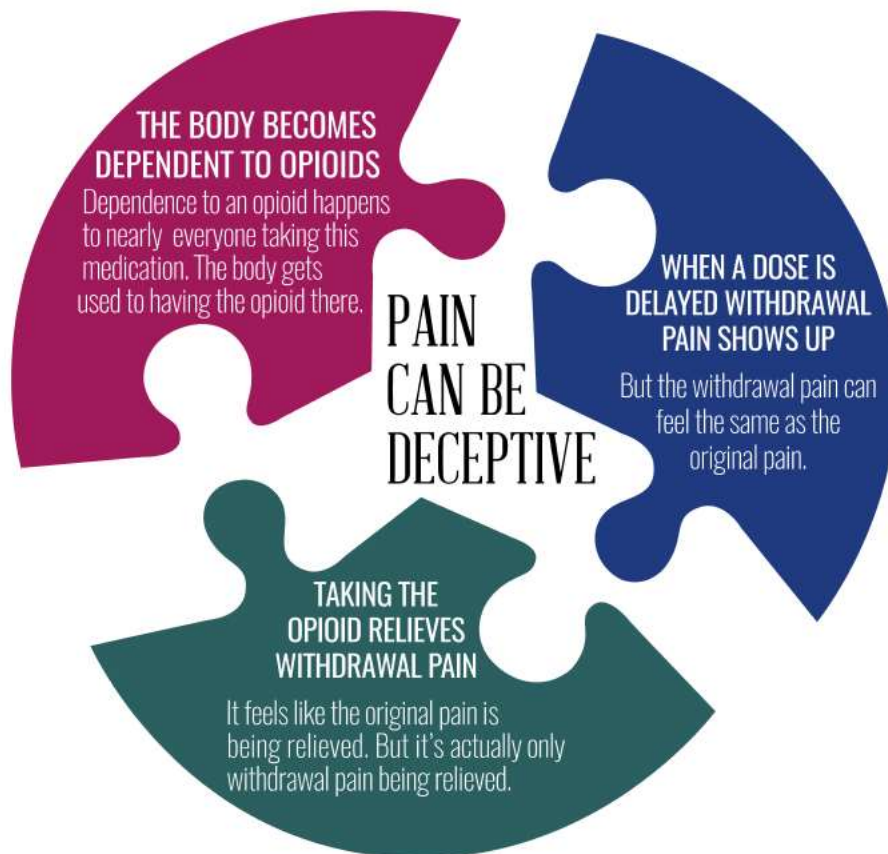 THE BODY BECOMES
DEPENDENT TO OPIOIDS
Dependence to an opioid happens
to nearly everyone taking this
medication. The body gets
used to having the opioid there.
PAIN
CAN BE
DECEPTIVE
WHEN A DOSE IS
DELAYED WITHDRAWAL
PAIN SHOWS UP
But the withdrawal pain can
feel the same as the
original pain.
TAKING THE
OPIOID RELIEVES
WITHDRAWAL PAIN
It feels like the original pain is
being relieved. But it's actually only
withdrawal pain being relieved.